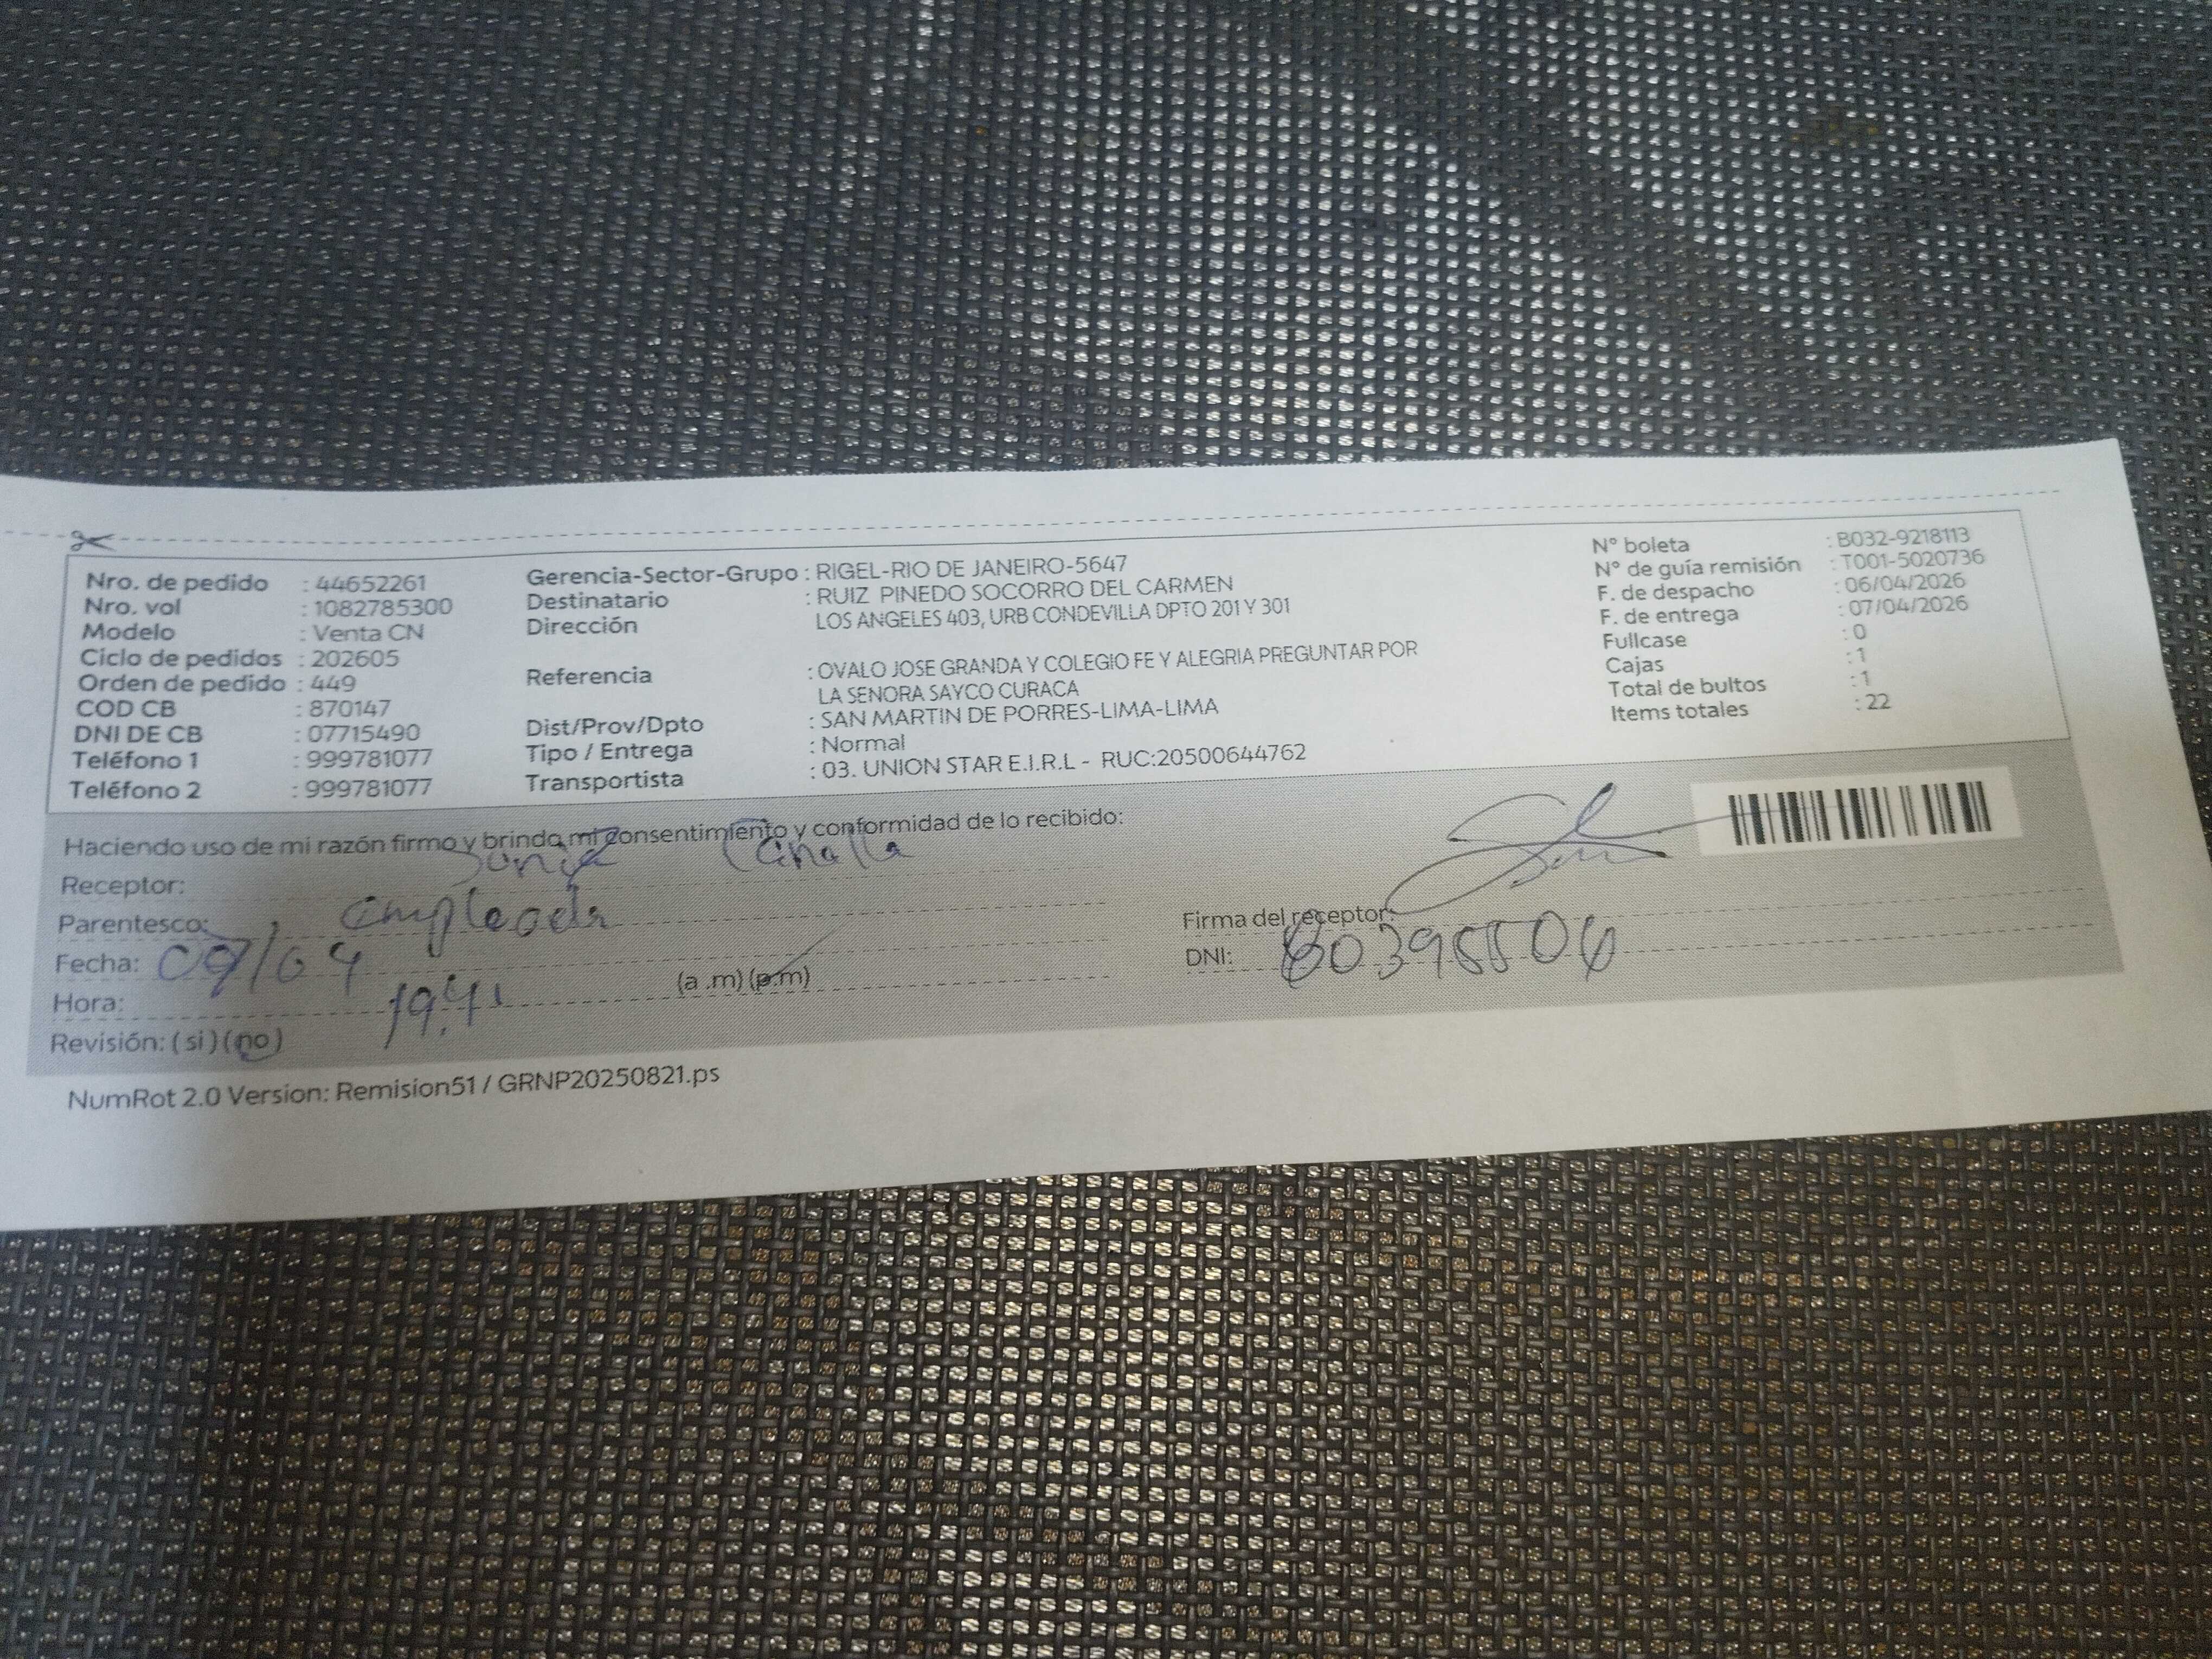 Nro. de pedido : 44652261
Nro. vol : 1082785300
Modelo : Venta CN
Ciclo de pedidos : 202605
Orden de pedido : 449
COD CB : 870147
DNI DE CB : 07715490
Teléfono 1 : 999781077
Teléfono 2 : 999781077
Gerencia-Sector-Grupo : RIGEL-RIO DE JANEIRO-5647
Destinatario : RUIZ PINEDO SOCORRO DEL CARMEN
Dirección LOS ANGELES 403, URB CONDEVILLA DPTO 201 Y 301
Referencia : OVALO JOSE GRANDA Y COLEGIO FE Y ALEGRIA PREGUNTAR POR
LA SENORA SAYCO CURACA
Dist/Prov/Dpto : SAN MARTIN DE PORRES-LIMA-LIMA
Tipo / Entrega : Normal
Transportista : 03. UNION STAR E.I.R.L - RUC:20500644762
N° boleta : B032-9218113
N° de guía remisión : T001-5020736
F. de despacho : 06/04/2026
F. de entrega : 07/04/2026
Fullcase : 0
Cajas : 1
Total de bultos : 1
Items totales : 22
Haciendo uso de mi razón firmo y brindo mi consentimiento y conformidad de lo recibido:
Receptor: Sonia
Parentesco: empleada
Fecha: 09/04
Hora: 19:41 (a .m) (p.m)
Revisión: (si) (no)
Firma del receptor:
DNI:
NumRot 2.0 Version: Remision51 / GRNP20250821.ps